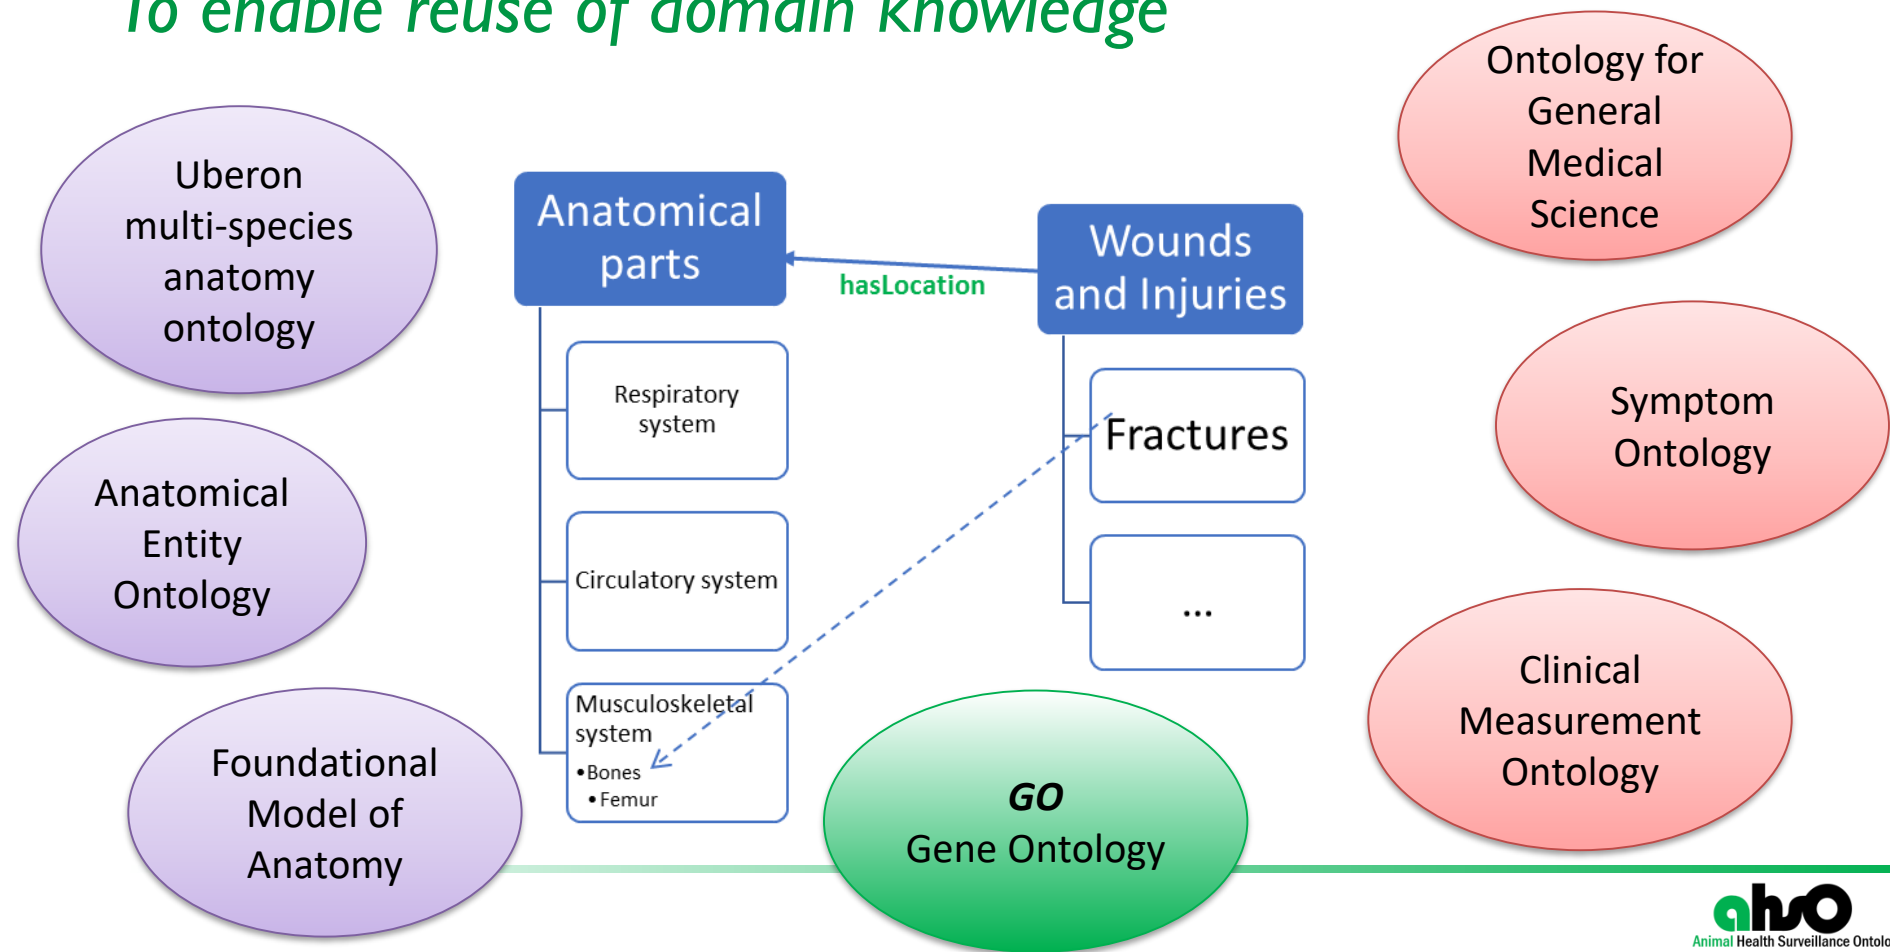 To enable reuse of domain knowledge
Uberon
multi-species
anatomy
ontology
Anatomical
Entity
Ontology
Foundational
Model of
Anatomy
Anatomical
parts
Respiratory
system
Circulatory system
Musculoskeletal
system
•Bones
•Femur
hasLocation
Wounds
and Injuries
Fractures
...
GO
Gene Ontology
Ontology for
General
Medical
Science
Symptom
Ontology
Clinical
Measurement
Ontology
ahsO
Animal Health Surveillance Ontolo